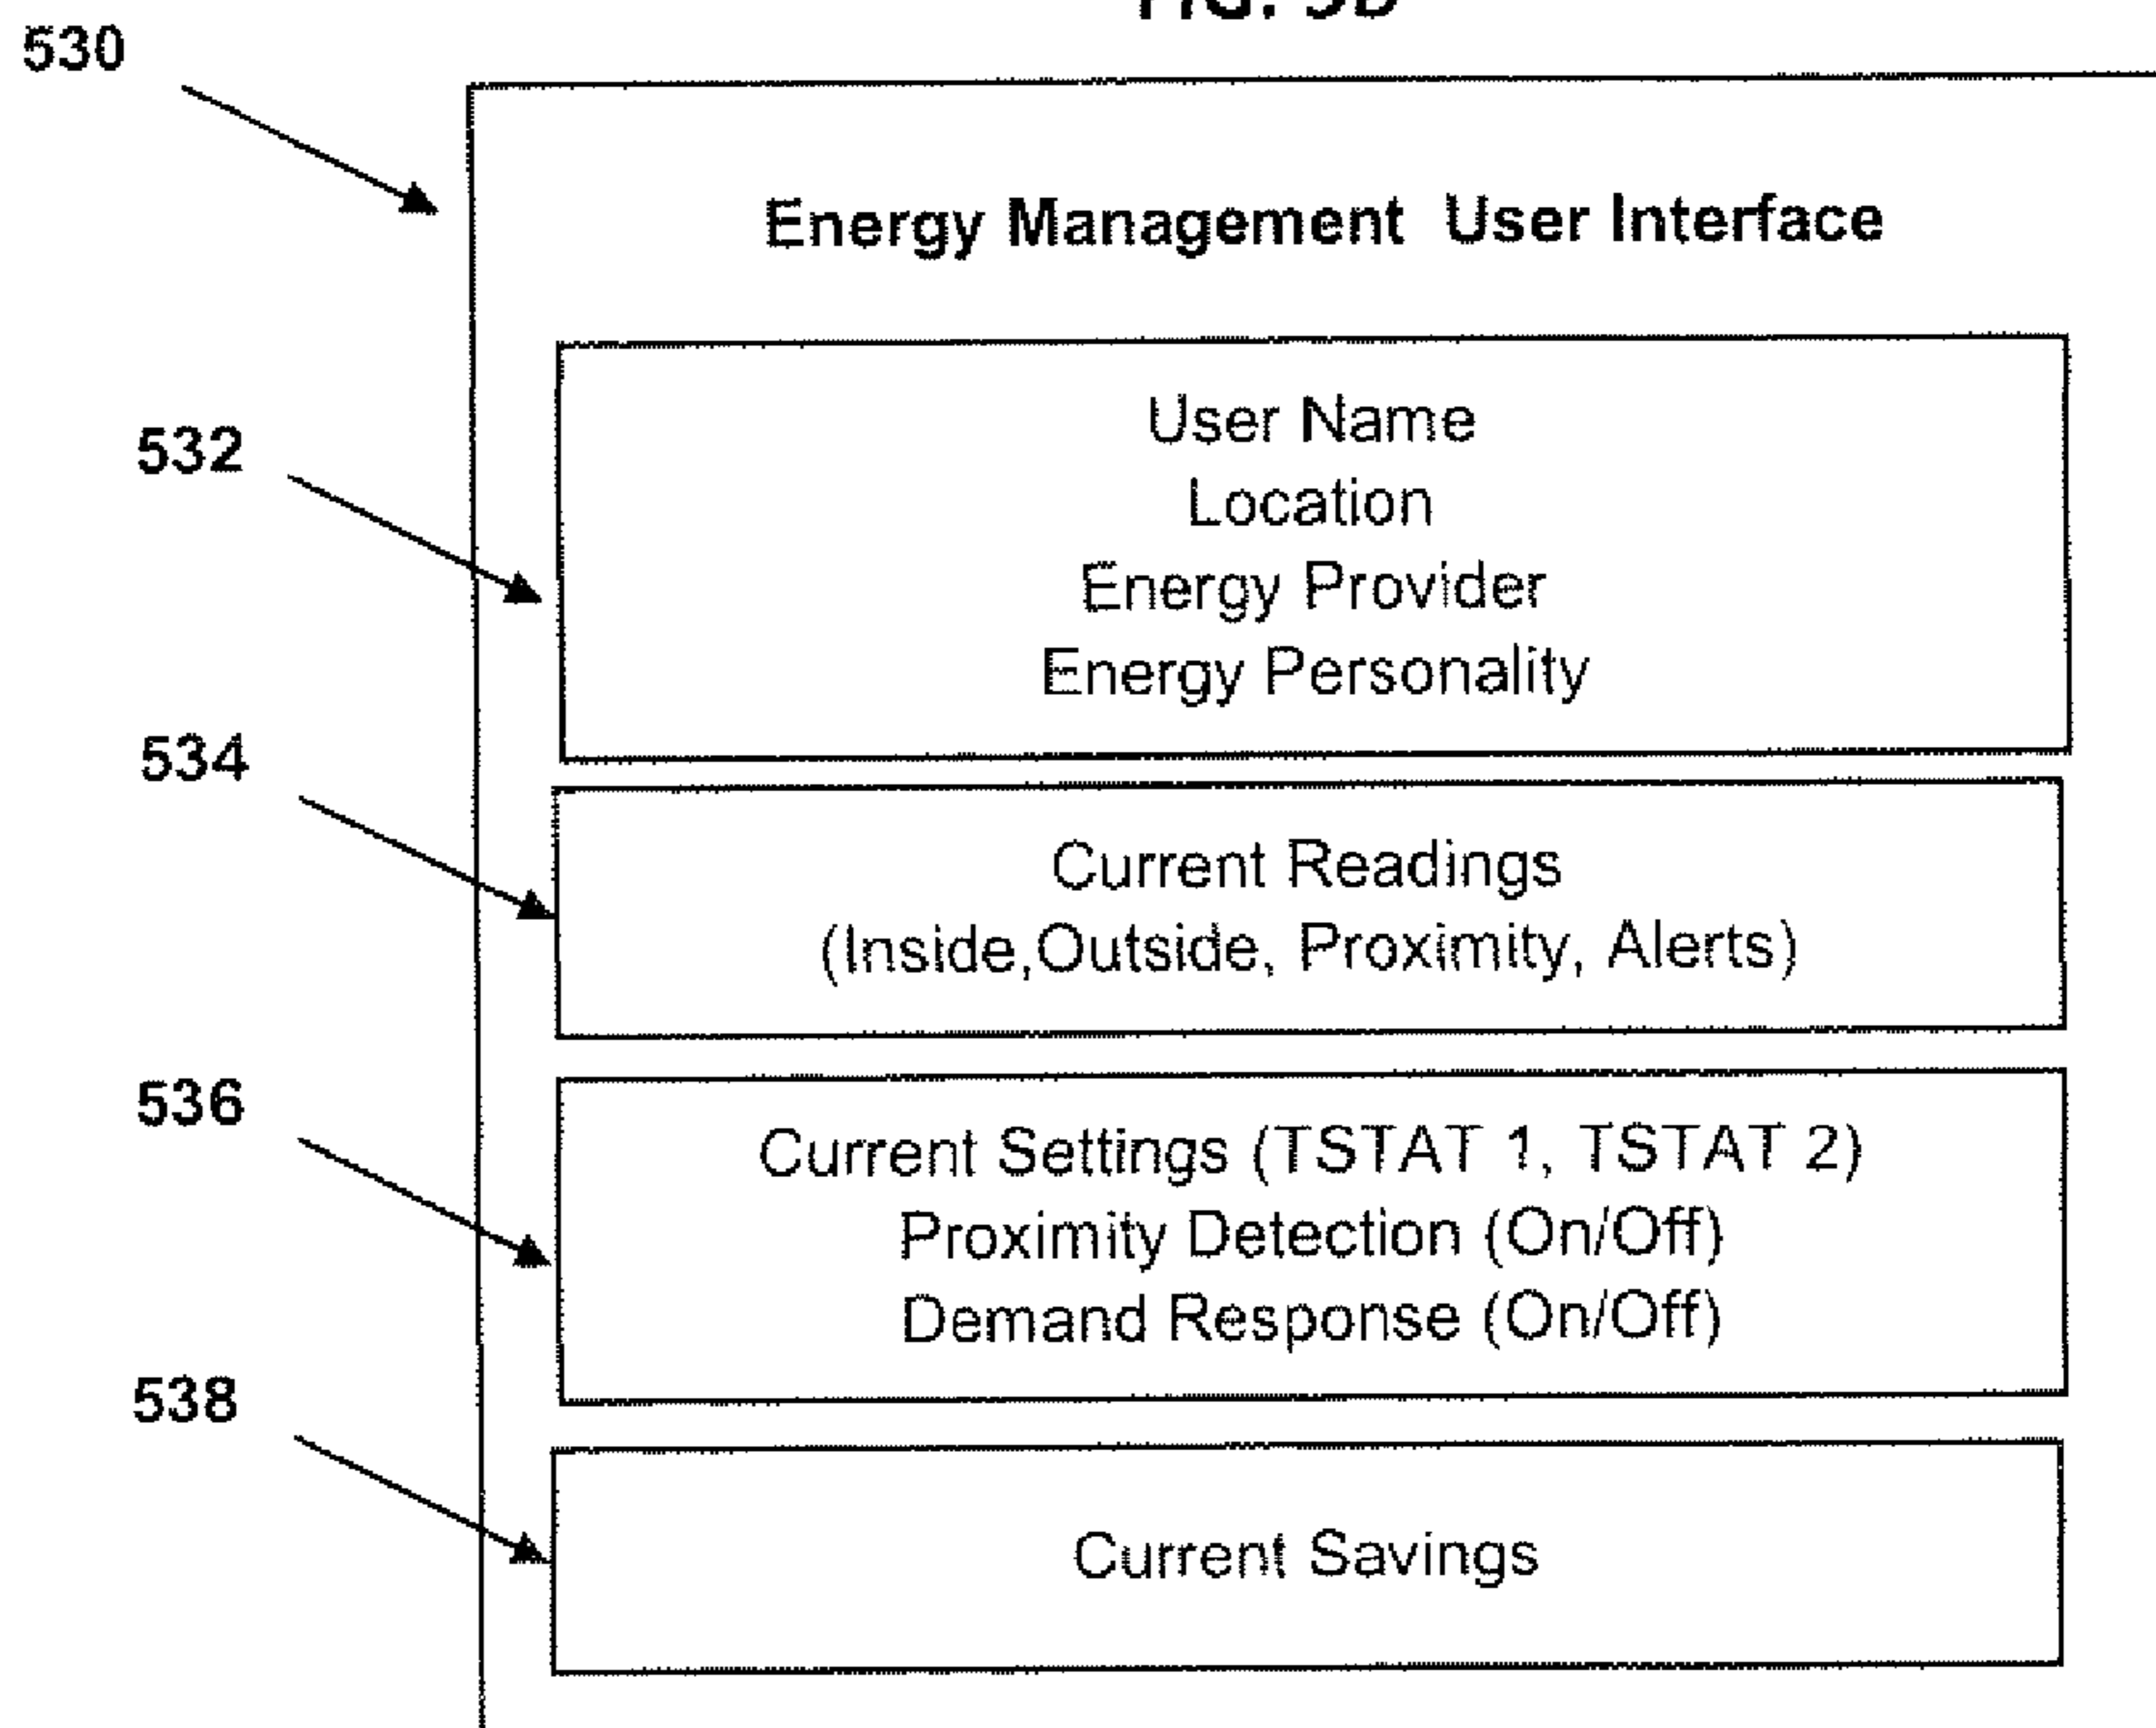 530
Energy Management User Interface
532
User Name
Location
Energy Provider
Energy Personality
534
Current Readings
(Inside,Outside, Proximity, Alerts)
536
Current Settings (TSTAT 1, TSTAT 2)
Proximity Detection (On/Off)
Demand Response (On/Off)
538
Current Savings